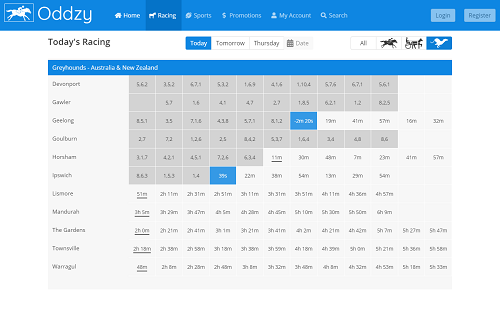 Oddzy Home Racing Sports $ Promotions My Account Search Login Register
Today's Racing Today Tomorrow Thursday Date All
Greyhounds - Australia & New Zealand
Devonport 5.6.2 3.5.2 6.7.1 5.3.2 1.6.9 4.1.6 1.10.4 5.7.6 6.7.1 5.6.1
Gawler 5.7 1.6 4.1 4.7 2.7 1.8.5 6.2.1 1.2 8.2.5
Geelong 8.5.1 3.5 7.1.6 4.3.8 5.7.1 8.1.2 -2m 20s 19m 41m 57m 16m 32m
Goulburn 2.7 7.2 1.2.6 2.5 8.4.2 5.3.7 1.6.4 3.4 4.8 8.6
Horsham 3.1.7 4.2.1 4.5.1 7.2.6 6.3.4 11m 30m 48m 7m 23m 41m 57m
Ipswich 8.6.3 1.5.3 1.4 39s 22m 38m 54m 13m 29m 54m
Lismore 51m 2h 11m 2h 31m 2h 51m 3h 11m 3h 31m 3h 51m 4h 11m 4h 36m 4h 57m
Mandurah 3h 5m 3h 29m 3h 47m 4h 5m 4h 28m 4h 45m 5h 10m 5h 30m 5h 50m 6h 9m
The Gardens 2h 0m 2h 21m 2h 41m 3h 1m 3h 21m 3h 41m 4h 2m 4h 21m 4h 42m 5h 7m 5h 27m 5h 47m
Townsville 2h 18m 2h 38m 2h 58m 3h 18m 3h 38m 3h 59m 4h 18m 4h 39m 5h 0m 5h 21m 5h 36m 5h 58m
Warragul 48m 2h 8m 2h 28m 2h 48m 3h 8m 3h 32m 3h 48m 4h 8m 4h 32m 4h 53m 5h 18m 5h 33m